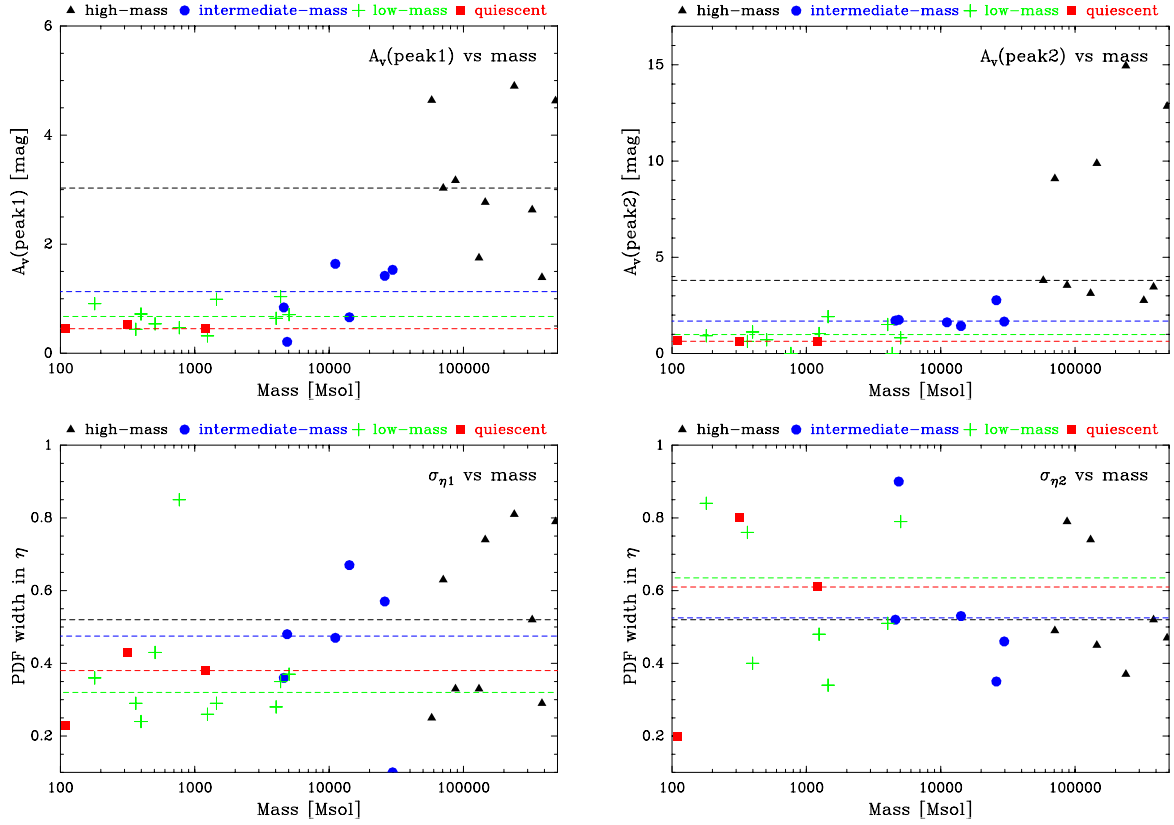 high-mass intermediate-mass low-mass quiescent
Av(peak1) vs mass
Av(peak1) [mag]
6
4
2
0
100 1000 10000 100000
Mass [Msol]
high-mass intermediate-mass low-mass quiescent
Av(peak2) vs mass
Av(peak2) [mag]
15
10
5
0
100 1000 10000 100000
Mass [Msol]
high-mass intermediate-mass low-mass quiescent
ση1 vs mass
PDF width in η
1
0.8
0.6
0.4
0.2
100 1000 10000 100000
Mass [Msol]
high-mass intermediate-mass low-mass quiescent
ση2 vs mass
PDF width in η
1
0.8
0.6
0.4
0.2
100 1000 10000 100000
Mass [Msol]